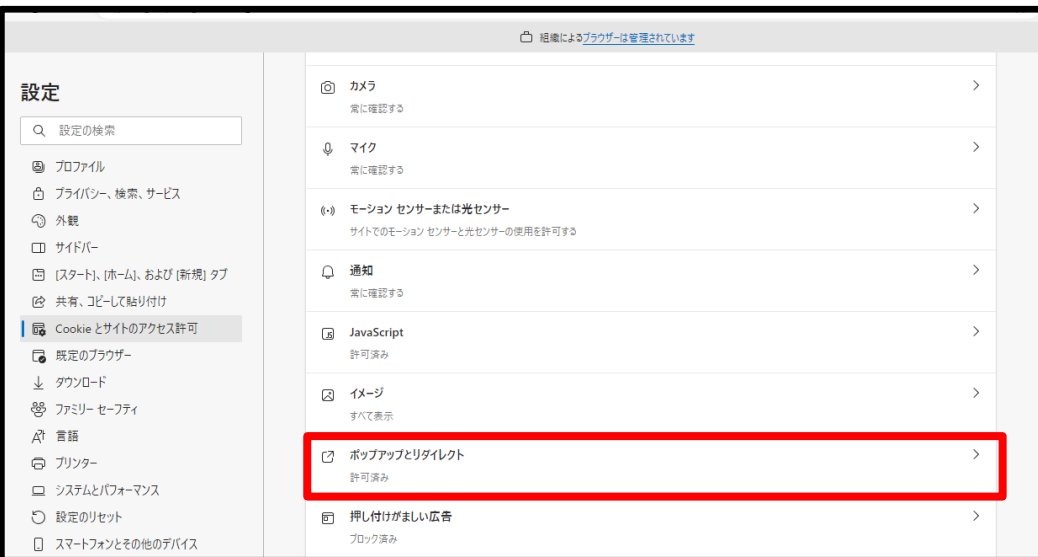 組織によるブラウザーは管理されています
設定
設定の検索
プロファイル
プライバシー、検索、サービス
外観
サイドバー
[スタート]、[ホーム]、および [新規] タブ
共有、コピーして貼り付け
Cookie とサイトのアクセス許可
既定のブラウザー
ダウンロード
ファミリー セーフティ
言語
プリンター
システムとパフォーマンス
設定のリセット
スマートフォンとその他のデバイス
カメラ
常に確認する
マイク
常に確認する
モーション センサーまたは光センサー
サイトでのモーション センサーと光センサーの使用を許可する
通知
常に確認する
JavaScript
許可済み
イメージ
すべて表示
ポップアップとリダイレクト
許可済み
押し付けがましい広告
ブロック済み